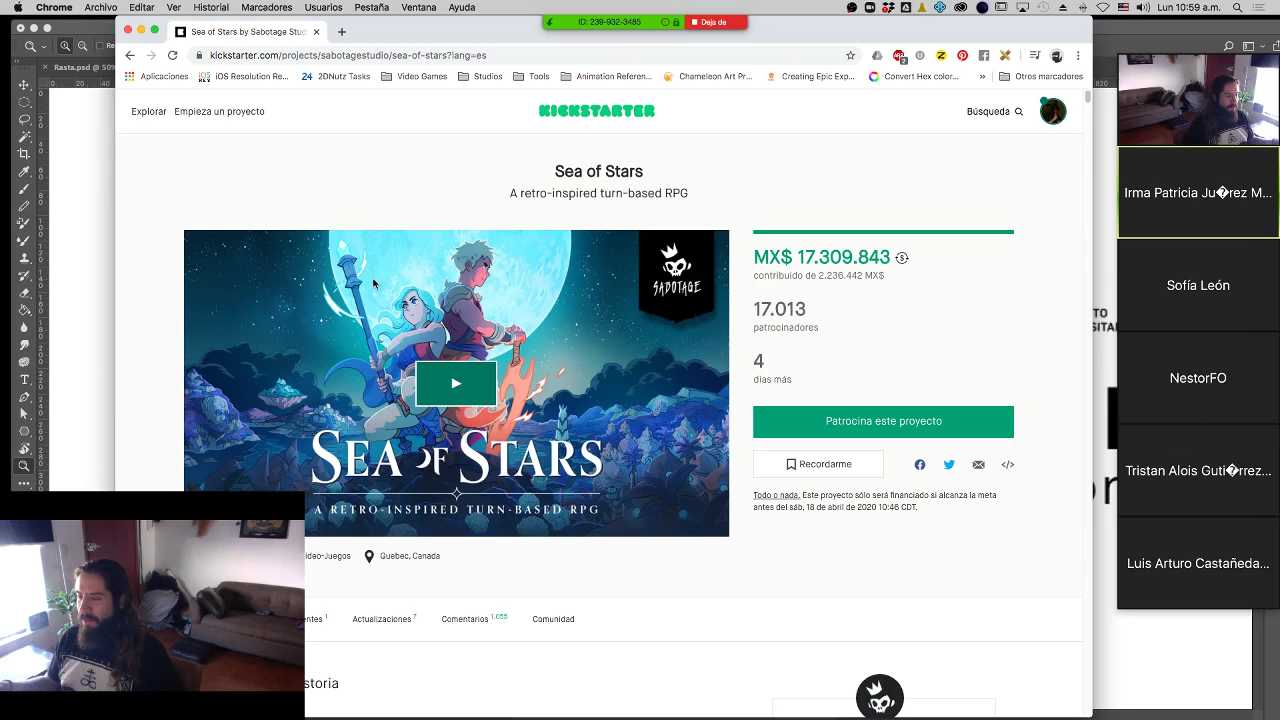 Chrome Archivo Editar Ver Historial Marcadores Usuarios Pestaña Ventana Ayuda
Lun 10:59 a.m.
Sea of Stars by Sabotage Stud
ID: 239-932-3485
Deja de
kickstarter.com/projects/sabotagestudio/sea-of-stars?lang=es
Rasta.psd @ 50%
Aplicaciones
iOS Resolution Re...
2DNutz Tasks
Video Games
Studios
Tools
Animation Referen...
Chameleon Art Pr...
Creating Epic Exp...
Convert Hex color...
»
Otros marcadores
Explorar Empieza un proyecto
KICKSTARTER
Búsqueda
Sea of Stars
A retro-inspired turn-based RPG
SABOTAGE
SEA OF STARS
A RETRO-INSPIRED TURN-BASED RPG
MX$ 17.309.843
contribuido de 2.236.442 MX$
17.013
patrocinadores
4
días más
Patrocina este proyecto
Recordarme
Todo o nada. Este proyecto sólo será financiado si alcanza la meta
antes del sáb, 18 de abril de 2020 10:46 CDT.
ídeo-Juegos
Quebec, Canada
entes 1
Actualizaciones 7
Comentarios 1.055
Comunidad
storia
Irma Patricia Ju�rez M...
Sofía León
NestorFO
Tristan Alois Guti�rrez...
Luis Arturo Castañeda...